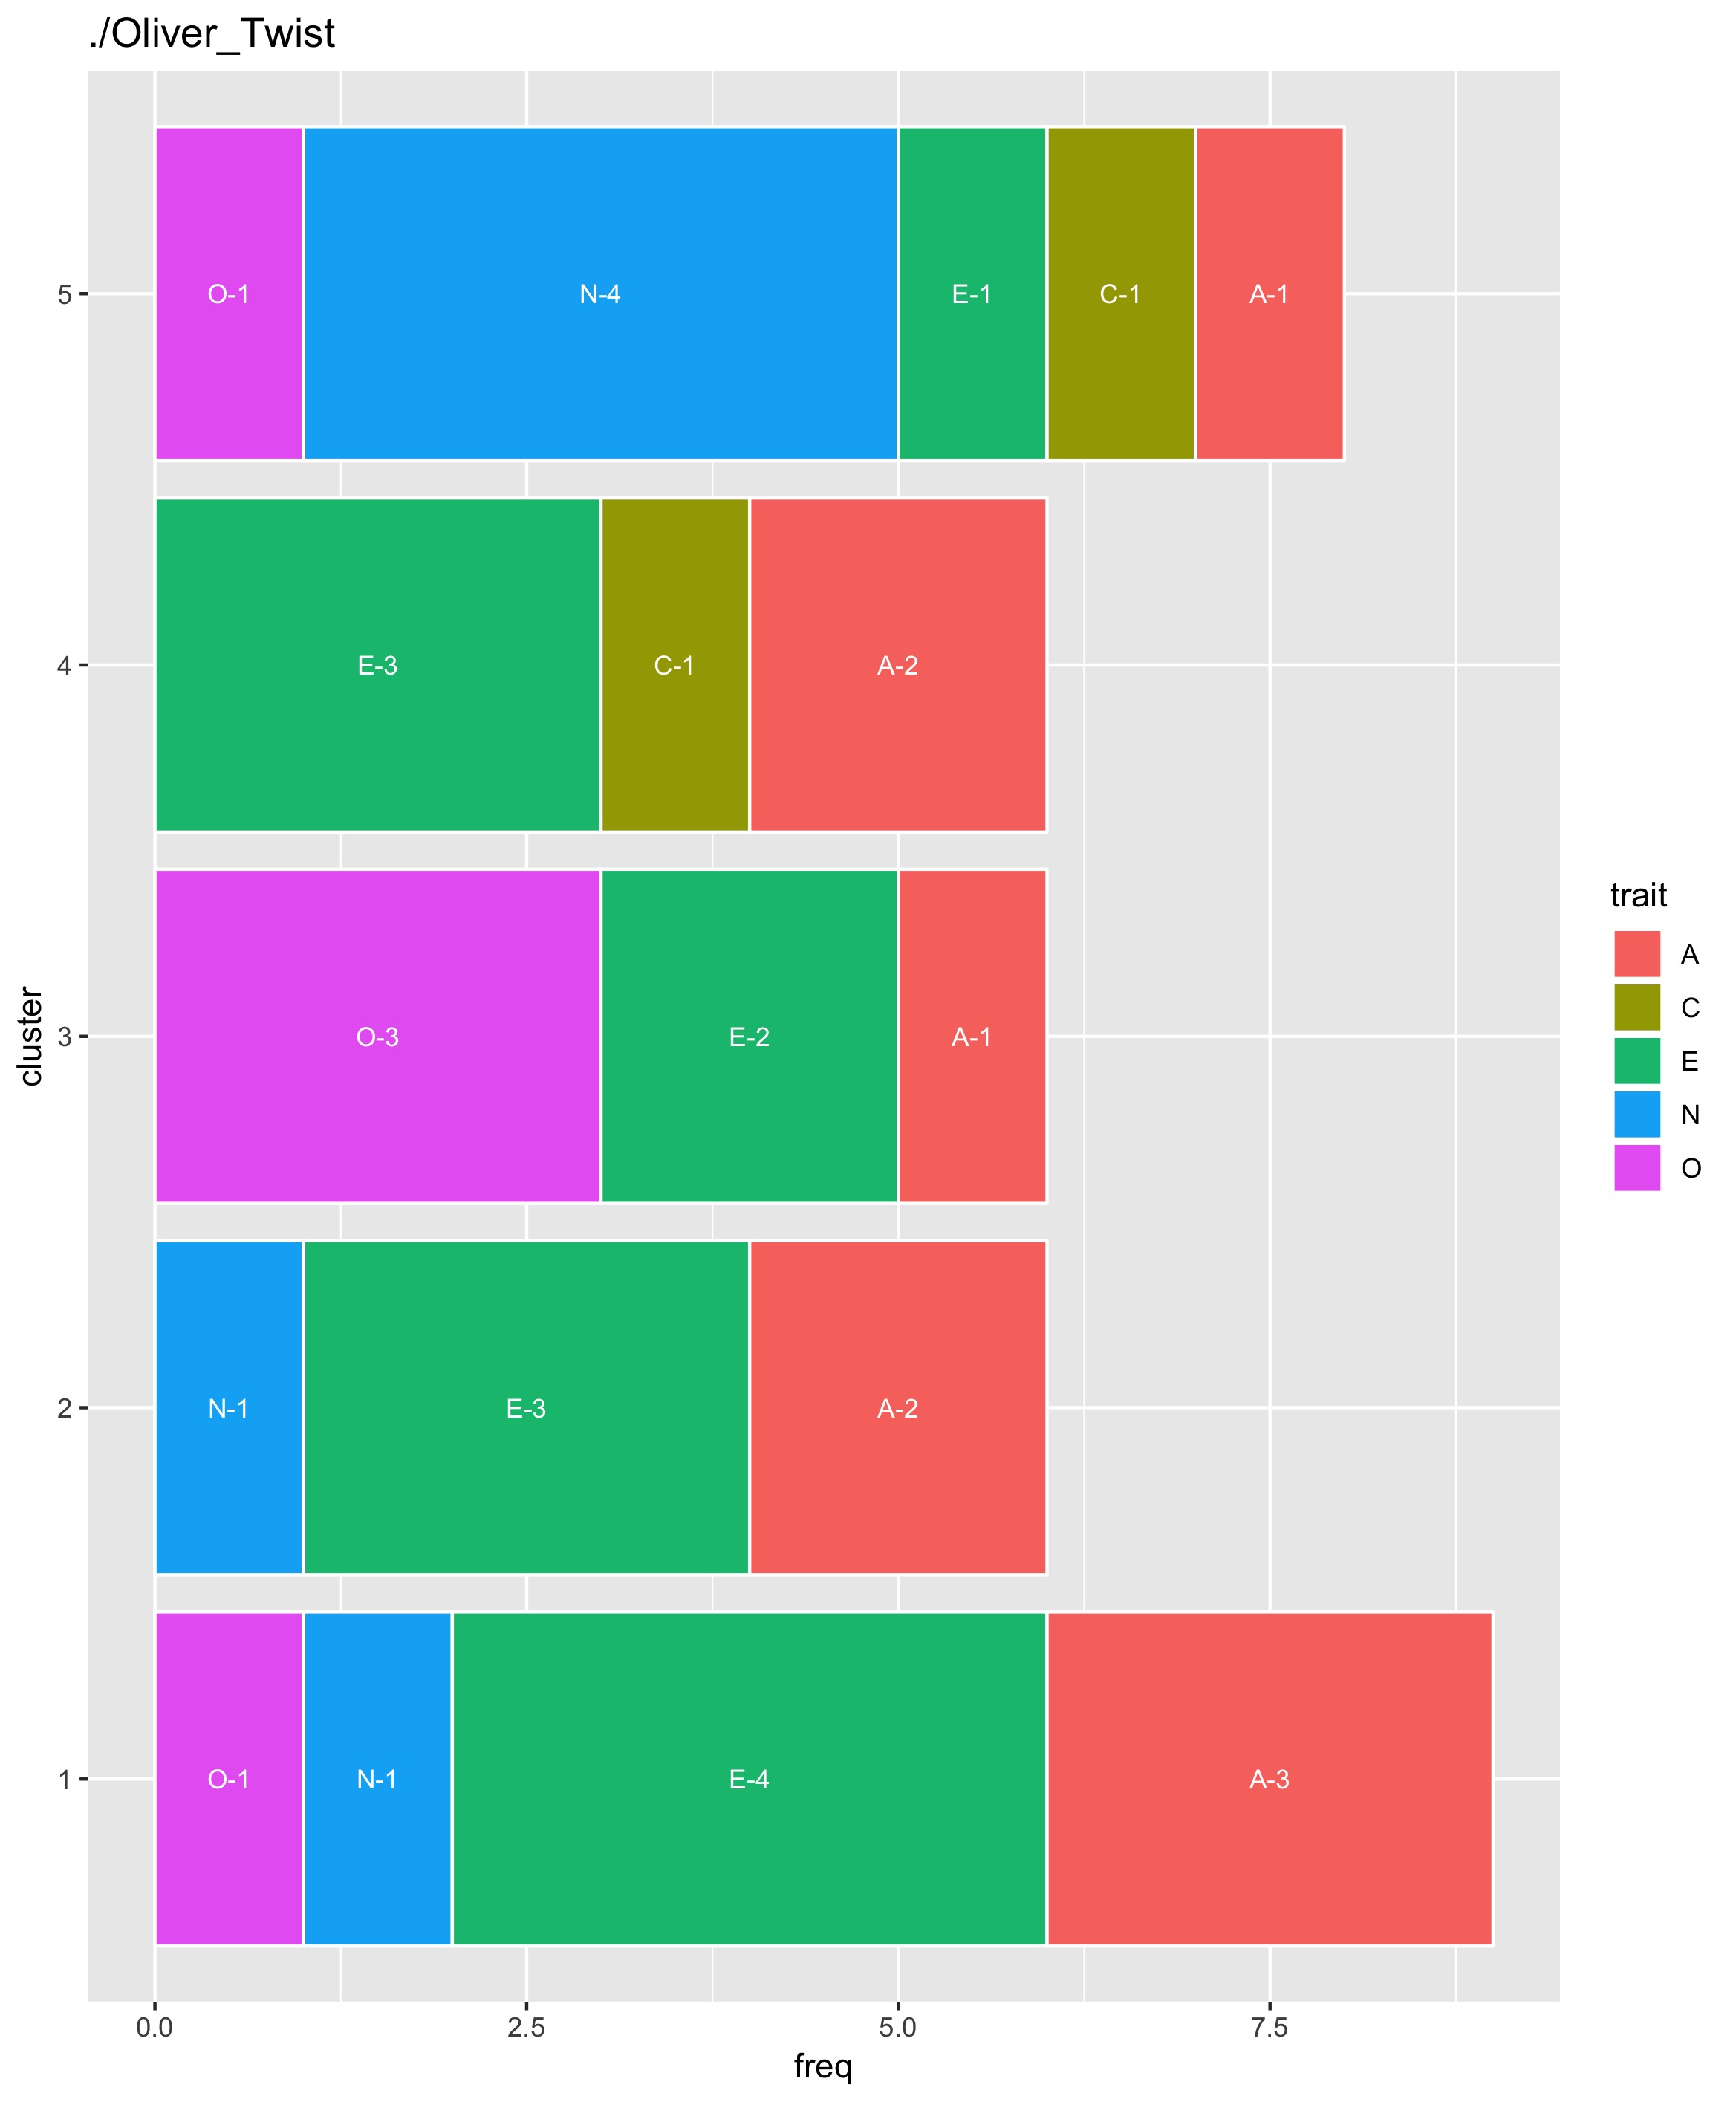 ./Oliver_Twist
5
O-1
N-4
E-1
C-1
A-1
4
E-3
C-1
A-2
3
O-3
E-2
A-1
2
N-1
E-3
A-2
1
O-1
N-1
E-4
A-3
cluster
0.0
2.5
5.0
7.5
freq
trait
A
C
E
N
O